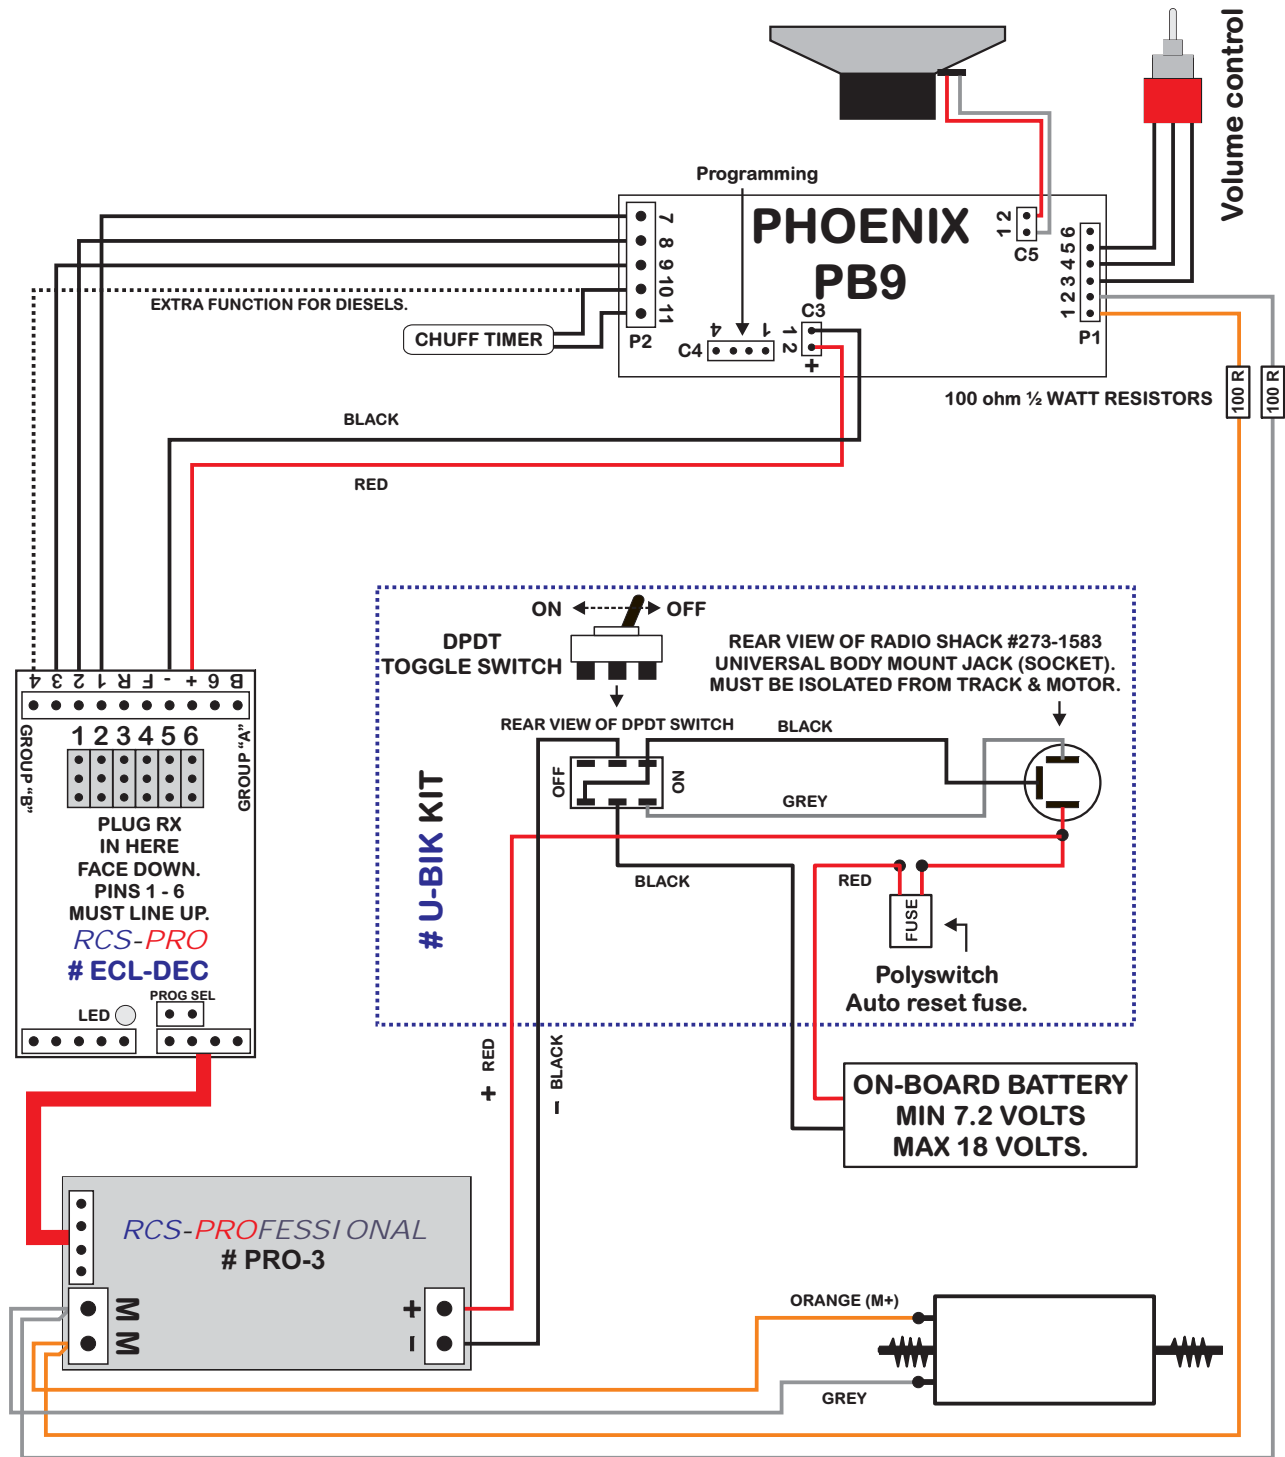 Volume control
Programming
PHOENIX
PB9
7
8
9
10
11
P2
1 2
C5
6
5
4
3
2
1
P1
C3
1 2
+
C4
4 1
EXTRA FUNCTION FOR DIESELS.
CHUFF TIMER
100 ohm ½ WATT RESISTORS
100 R
100 R
BLACK
RED
ON
OFF
DPDT
TOGGLE SWITCH
REAR VIEW OF RADIO SHACK #273-1583
UNIVERSAL BODY MOUNT JACK (SOCKET).
MUST BE ISOLATED FROM TRACK & MOTOR.
REAR VIEW OF DPDT SWITCH
BLACK
OFF
ON
GREY
BLACK
RED
FUSE
Polyswitch
Auto reset fuse.
# U-BIK KIT
4 3 2 1 R F - + 6 B
GROUP "B"
GROUP "A"
1 2 3 4 5 6
PLUG RX
IN HERE
FACE DOWN.
PINS 1 - 6
MUST LINE UP.
RCS-PRO
# ECL-DEC
PROG SEL
LED
+ RED
- BLACK
ON-BOARD BATTERY
MIN 7.2 VOLTS
MAX 18 VOLTS.
RCS-PROFESSIONAL
# PRO-3
M M
+
-
ORANGE (M+)
GREY